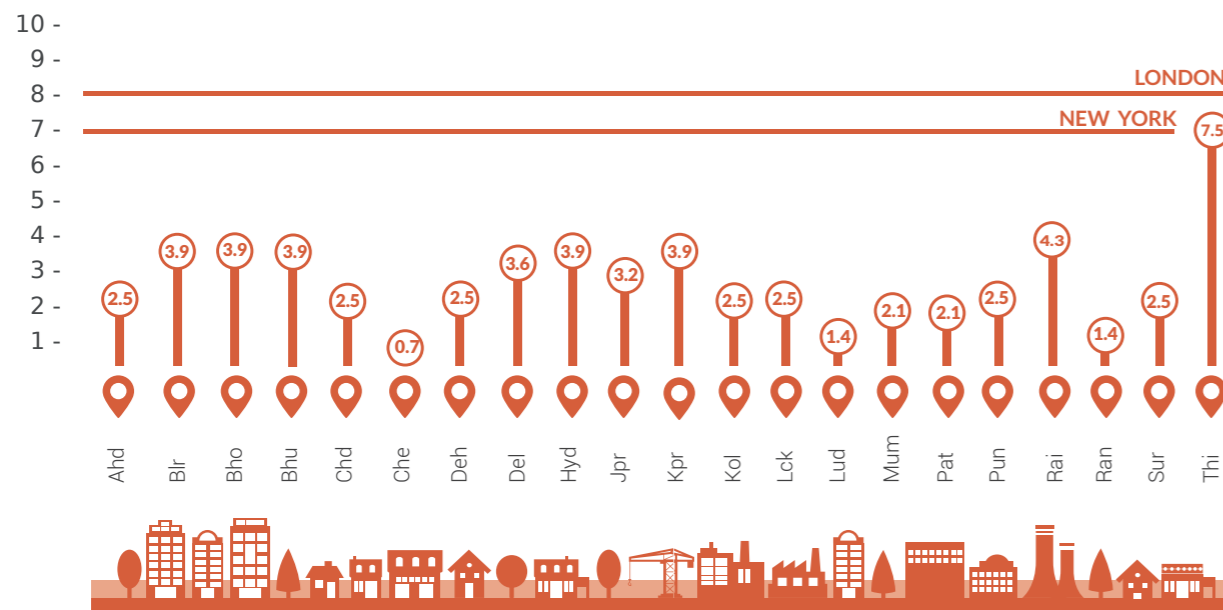 10 -
9 -
LONDON
8 -
NEW YORK
7 -
7.5
6 -
5 -
4 -
3.9 3.9 3.9 3.6 3.9 3.9 4.3
3 -
2.5 2.5 2.5 3.2 2.5 2.5 2.5 2.5
2 -
2.1 2.1
1 -
0.7 1.4 1.4
Ahd Blr Bho Bhu Chd Che Deh Del Hyd Jpr Kpr Kol Lck Lud Mum Pat Pun Rai Ran Sur Thi